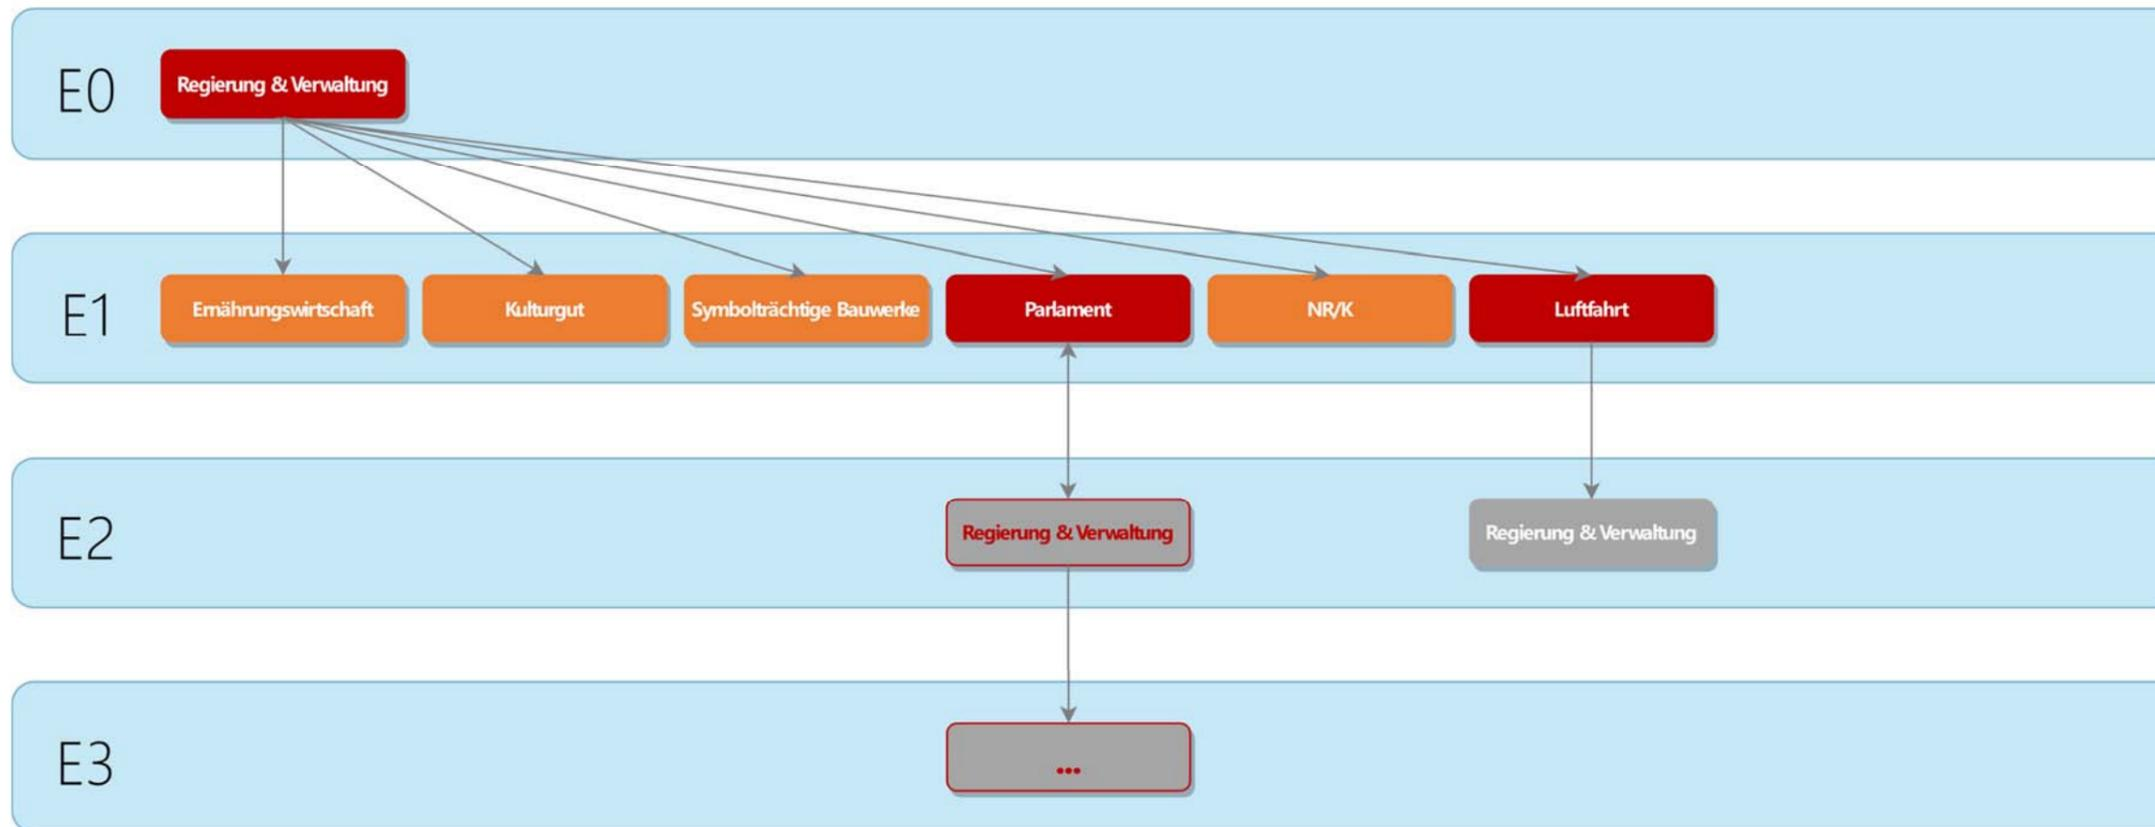 E0
Regierung & Verwaltung
E1
Ernährungswirtschaft
Kulturgut
Symbolträchtige Bauwerke
Parlament
NR/K
Luftfahrt
E2
Regierung & Verwaltung
Regierung & Verwaltung
E3
...